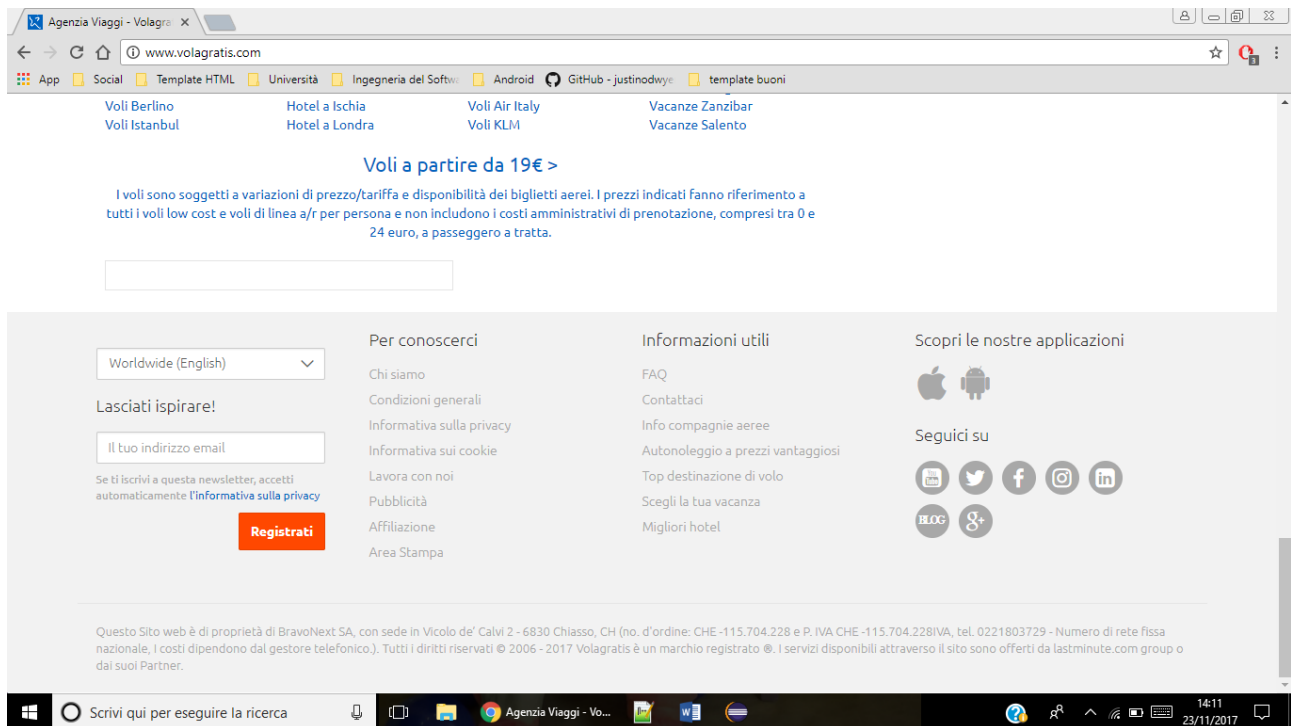 Agenzia Viaggi - Volagra
www.volagratis.com
App Social Template HTML Università Ingegneria del Softw Android GitHub - justinodwye template buoni
Voli Berlino Hotel a Ischia Voli Air Italy Vacanze Zanzibar
Voli Istanbul Hotel a Londra Voli KLM Vacanze Salento
Voli a partire da 19€ >
I voli sono soggetti a variazioni di prezzo/tariffa e disponibilità dei biglietti aerei. I prezzi indicati fanno riferimento a
tutti i voli low cost e voli di linea a/r per persona e non includono i costi amministrativi di prenotazione, compresi tra 0 e
24 euro, a passeggero a tratta.
Worldwide (English)
Lasciati ispirare!
Il tuo indirizzo email
Se ti iscrivi a questa newsletter, accetti
automaticamente l'informativa sulla privacy
Registrati
Per conoscerci
Chi siamo
Condizioni generali
Informativa sulla privacy
Informativa sui cookie
Lavora con noi
Pubblicità
Affiliazione
Area Stampa
Informazioni utili
FAQ
Contattaci
Info compagnie aeree
Autonoleggio a prezzi vantaggiosi
Top destinazione di volo
Scegli la tua vacanza
Migliori hotel
Scopri le nostre applicazioni
Seguici su
You Tube
in
BLOG g+
Questo Sito web è di proprietà di BravoNext SA, con sede in Vicolo de' Calvi 2 - 6830 Chiasso, CH (no. d'ordine: CHE -115.704.228 e P. IVA CHE -115.704.228IVA, tel. 0221803729 - Numero di rete fissa
nazionale, I costi dipendono dal gestore telefonico.). Tutti i diritti riservati © 2006 - 2017 Volagratis è un marchio registrato ®. I servizi disponibili attraverso il sito sono offerti da lastminute.com group o
dai suoi Partner.
Scrivi qui per eseguire la ricerca
Agenzia Viaggi - Vo...
14:11
23/11/2017